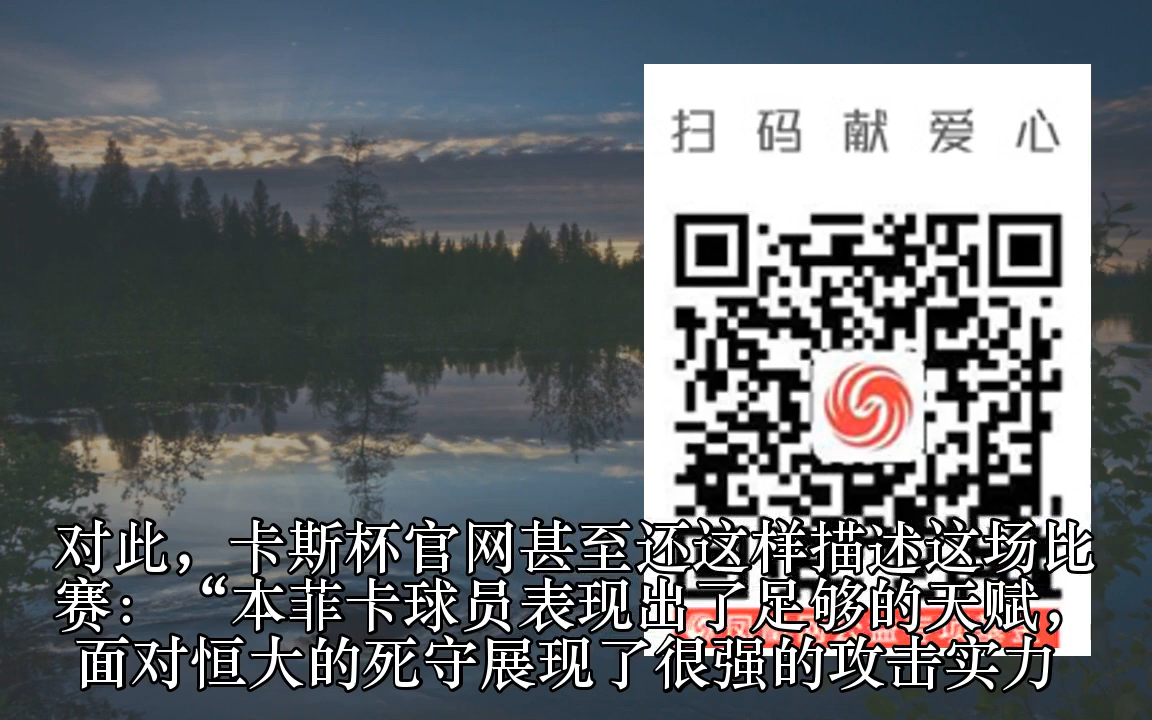 扫码献爱心
对此，卡斯杯官网甚至还这样描述这场比
赛：“本菲卡球员表现出了足够的天赋，
面对恒大的死守展现了很强的攻击实力